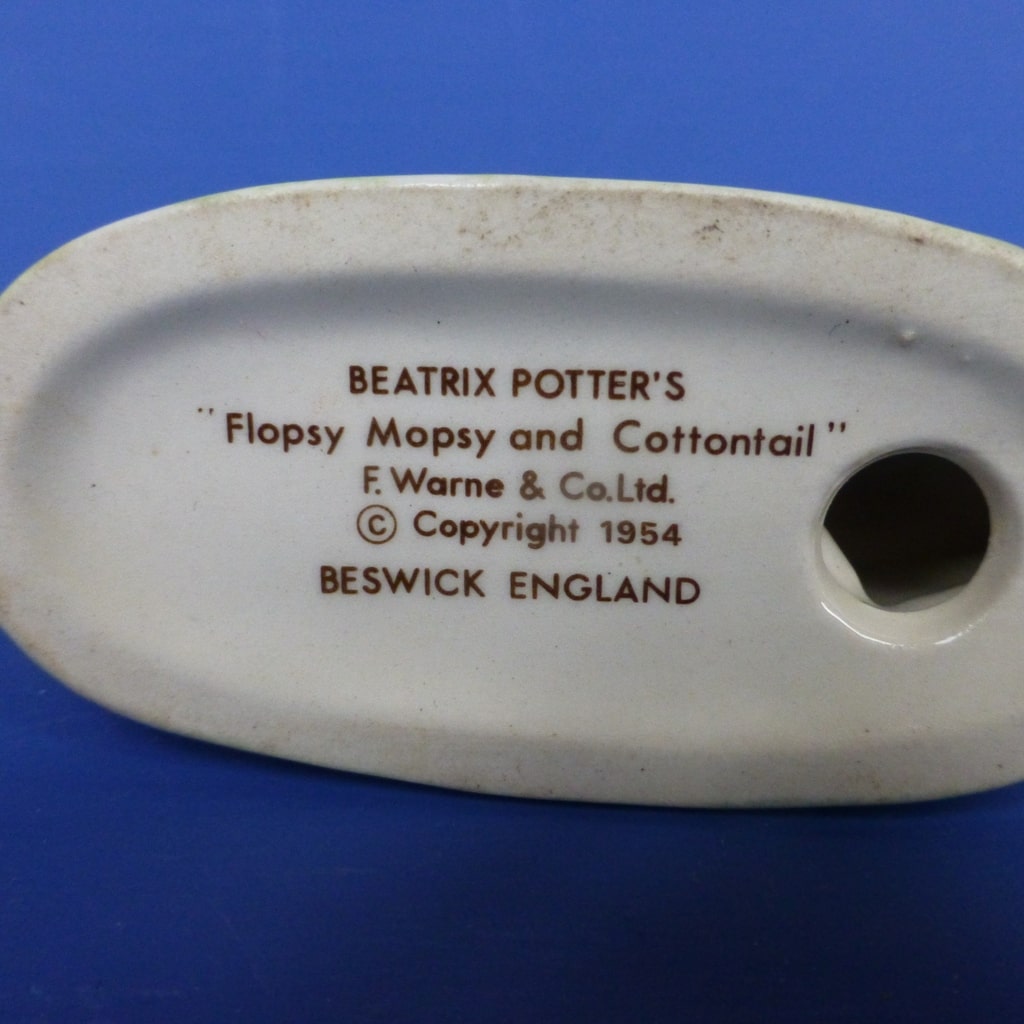 BEATRIX POTTER'S
"Flopsy Mopsy and Cottontail"
F. Warne & Co.Ltd.
© Copyright 1954
BESWICK ENGLAND